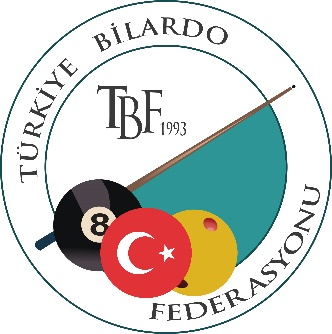 TÜRKİYE BİLARDO
FEDERASYONU
TBF 1993
8